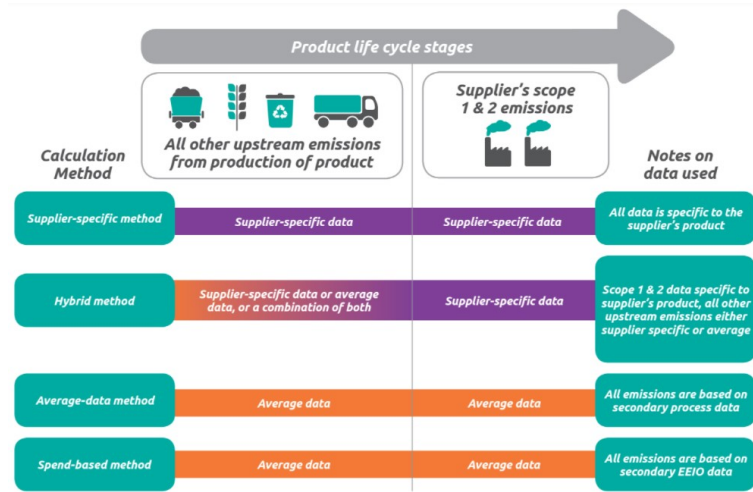 Product life cycle stages
All other upstream emissions
from production of product
Supplier's scope
1 & 2 emissions
Calculation
Method
Notes on
data used
Supplier-specific method
Supplier-specific data
Supplier-specific data
All data is specific to the
supplier's product
Hybrid method
Supplier-specific data or average
data, or a combination of both
Supplier-specific data
Scope 1 & 2 data specific to
supplier's product, all other
upstream emissions either
supplier specific or average
Average-data method
Average data
Average data
All emissions are based on
secondary process data
Spend-based method
Average data
Average data
All emissions are based on
secondary EEIO data